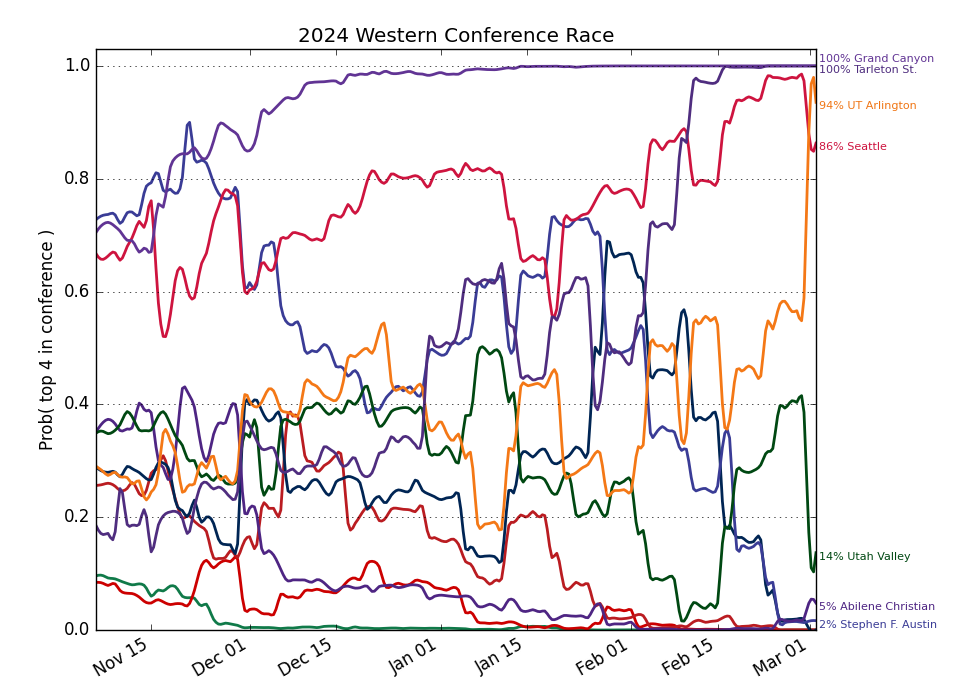 2024 Western Conference Race
Prob( top 4 in conference )
1.0
0.8
0.6
0.4
0.2
0.0
Nov 15
Dec 01
Dec 15
Jan 01
Jan 15
Feb 01
Feb 15
Mar 01
100% Grand Canyon
100% Tarleton St.
94% UT Arlington
86% Seattle
14% Utah Valley
5% Abilene Christian
2% Stephen F. Austin